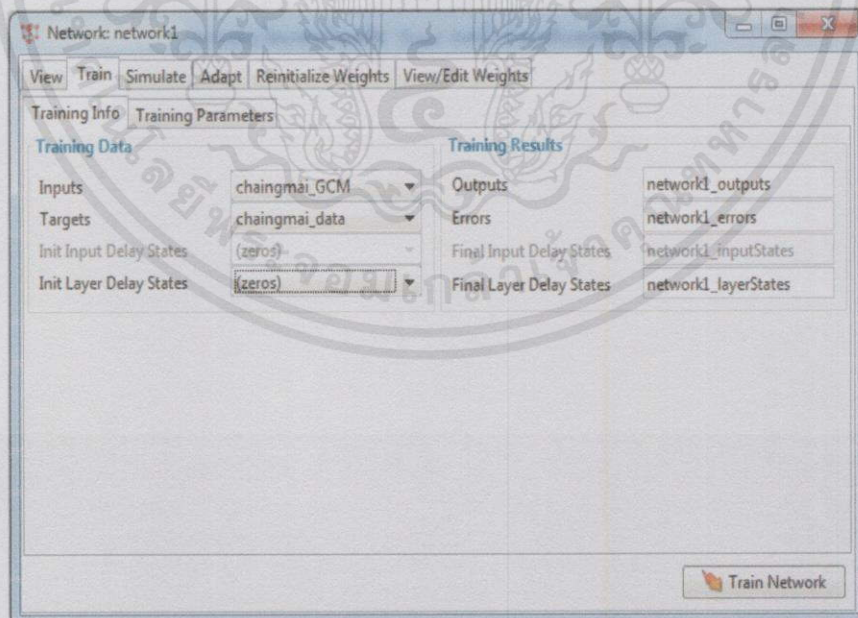 Network: network1
View Train Simulate Adapt Reinitialize Weights View/Edit Weights
Training Info Training Parameters
Training Data
Training Results
Inputs chaingmai_GCM
Outputs network1_outputs
Targets chaingmai_data
Errors network1_errors
Init Input Delay States (zeros)
Final Input Delay States network1_inputStates
Init Layer Delay States (zeros)
Final Layer Delay States network1_layerStates
Train Network